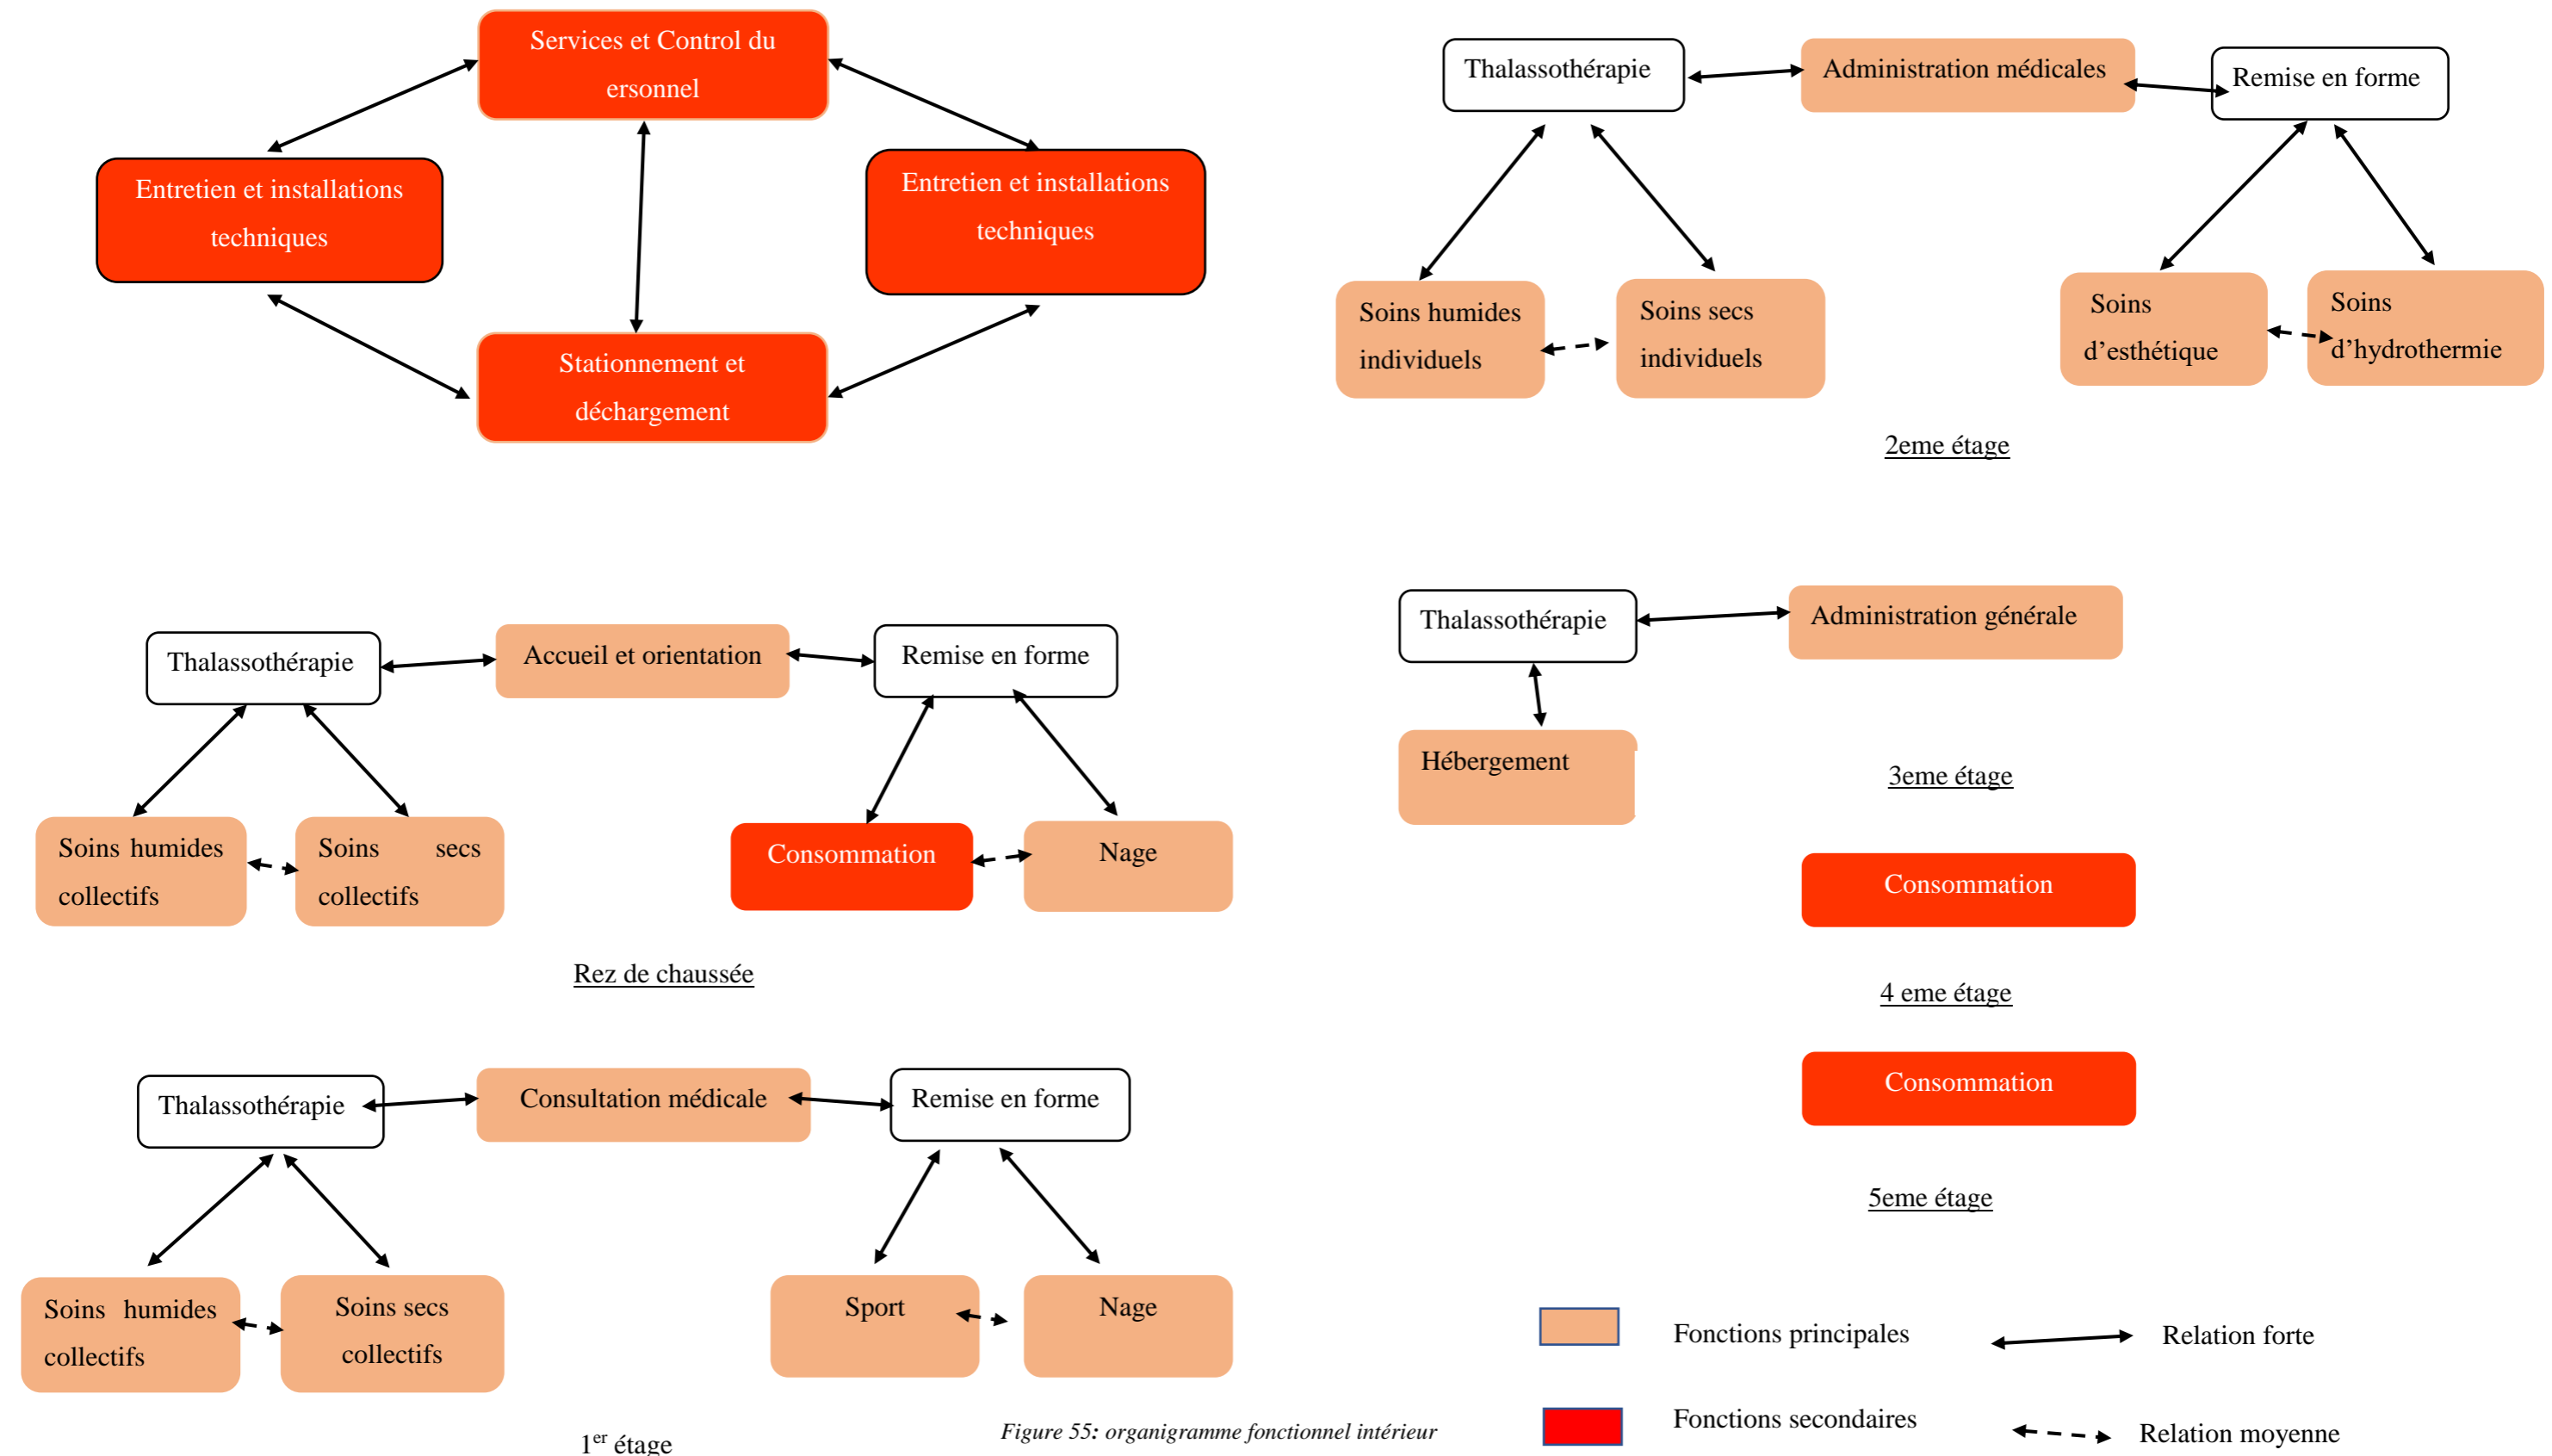 Services et Control du
ersonnel
Entretien et installations
techniques
Entretien et installations
techniques
Stationnement et
déchargement
Thalassothérapie
Accueil et orientation
Remise en forme
Soins humides
collectifs
Soins secs
collectifs
Consommation
Nage
Rez de chaussée
Thalassothérapie
Consultation médicale
Remise en forme
Soins humides
collectifs
Soins secs
collectifs
Sport
Nage
1er étage
Thalassothérapie
Administration médicales
Remise en forme
Soins humides
individuels
Soins secs
individuels
Soins
d’esthétique
Soins
d’hydrothermie
2eme étage
Thalassothérapie
Administration générale
Hébergement
3eme étage
Consommation
4 eme étage
Consommation
5eme étage
Fonctions principales
Relation forte
Fonctions secondaires
Relation moyenne
Figure 55: organigramme fonctionnel intérieur